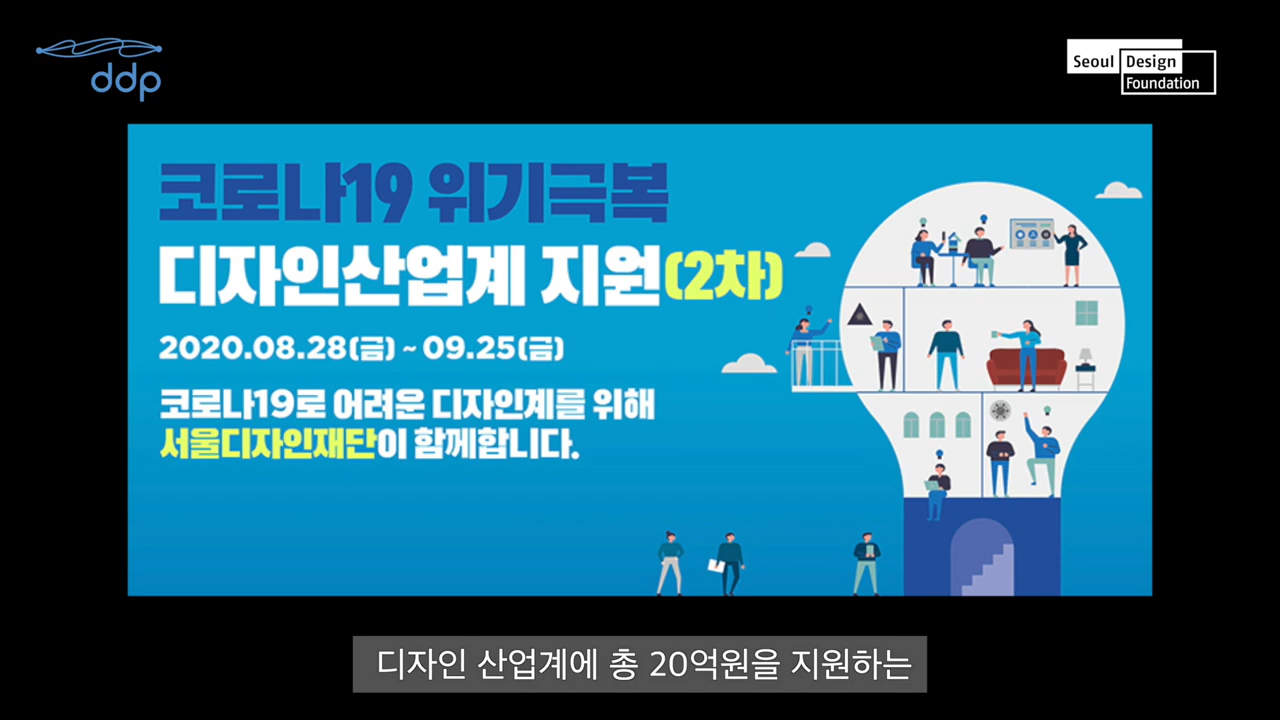 ddp
Seoul Design
Foundation
코로나19 위기극복
디자인산업계 지원(2차)
2020.08.28(금) ~ 09.25(금)
코로나19로 어려운 디자인계를 위해
서울디자인재단이 함께합니다.
디자인 산업계에 총 20억원을 지원하는